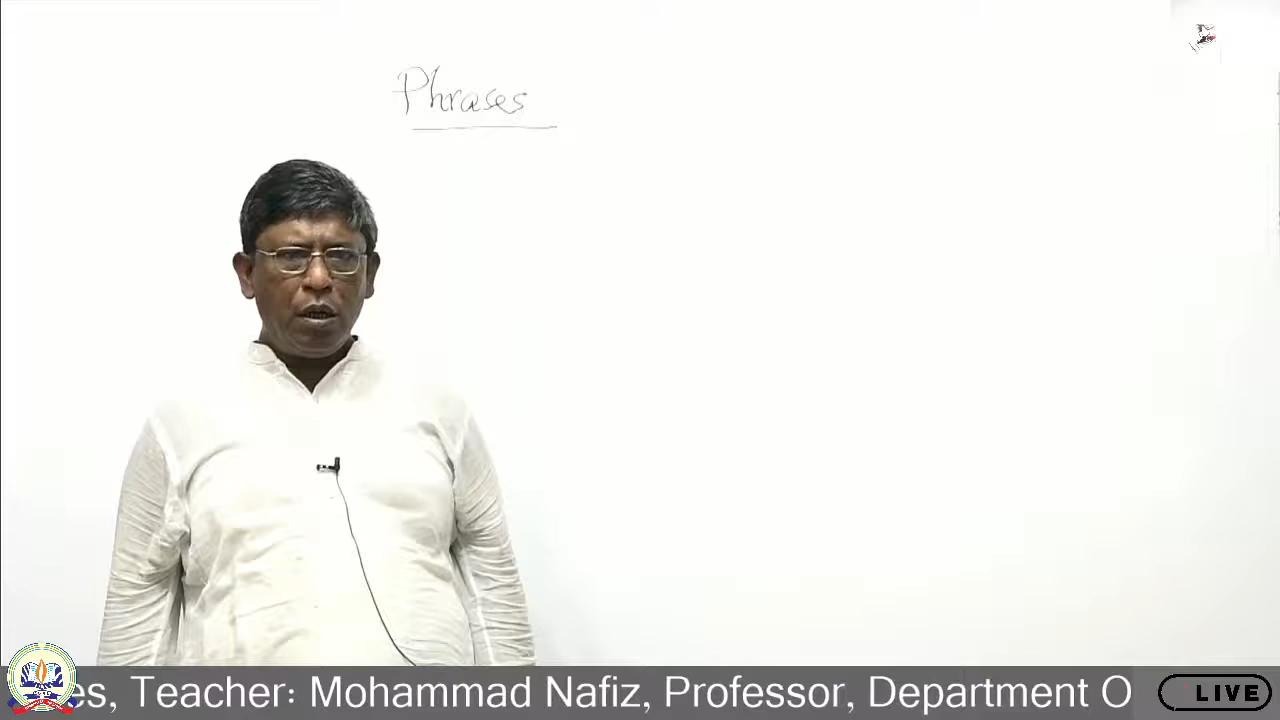 Phrases
es, Teacher: Mohammad Nafiz, Professor, Department O
LIVE